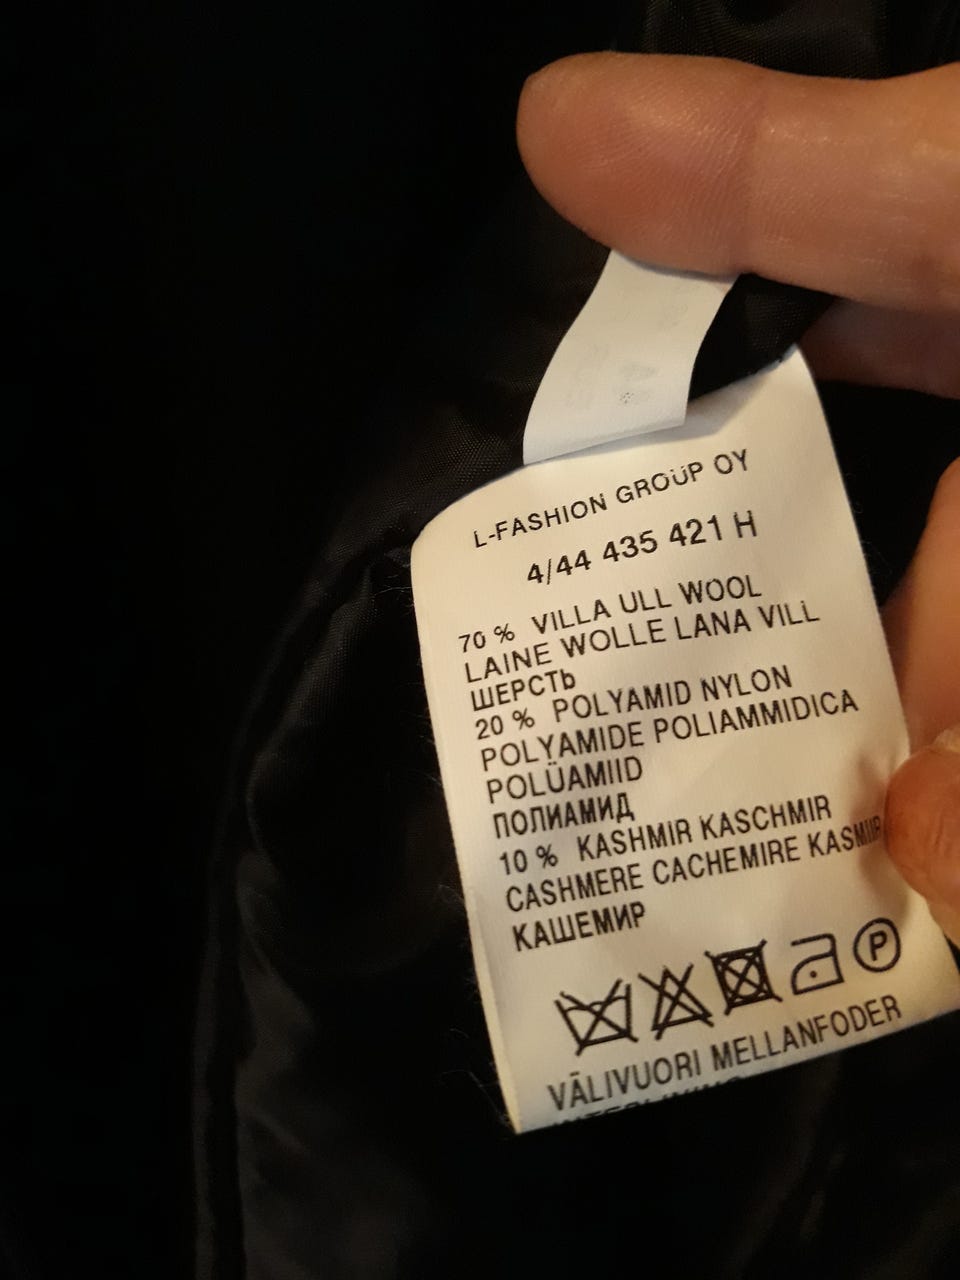 L-FASHION GROUP OY
4/44 435 421 H
70 % VILLA ULL WOOL
LAINE WOLLE LANA VILL
ШЕРСТЬ
20 % POLYAMID NYLON
POLYAMIDE POLIAMMIDICA
POLÜAMIID
ПОЛИАМИД
10 % KASHMIR KASCHMIR
CASHMERE CACHEMIRE KASMIIR
КАШЕМИР
P
VÄLIVUORI MELLANFODER